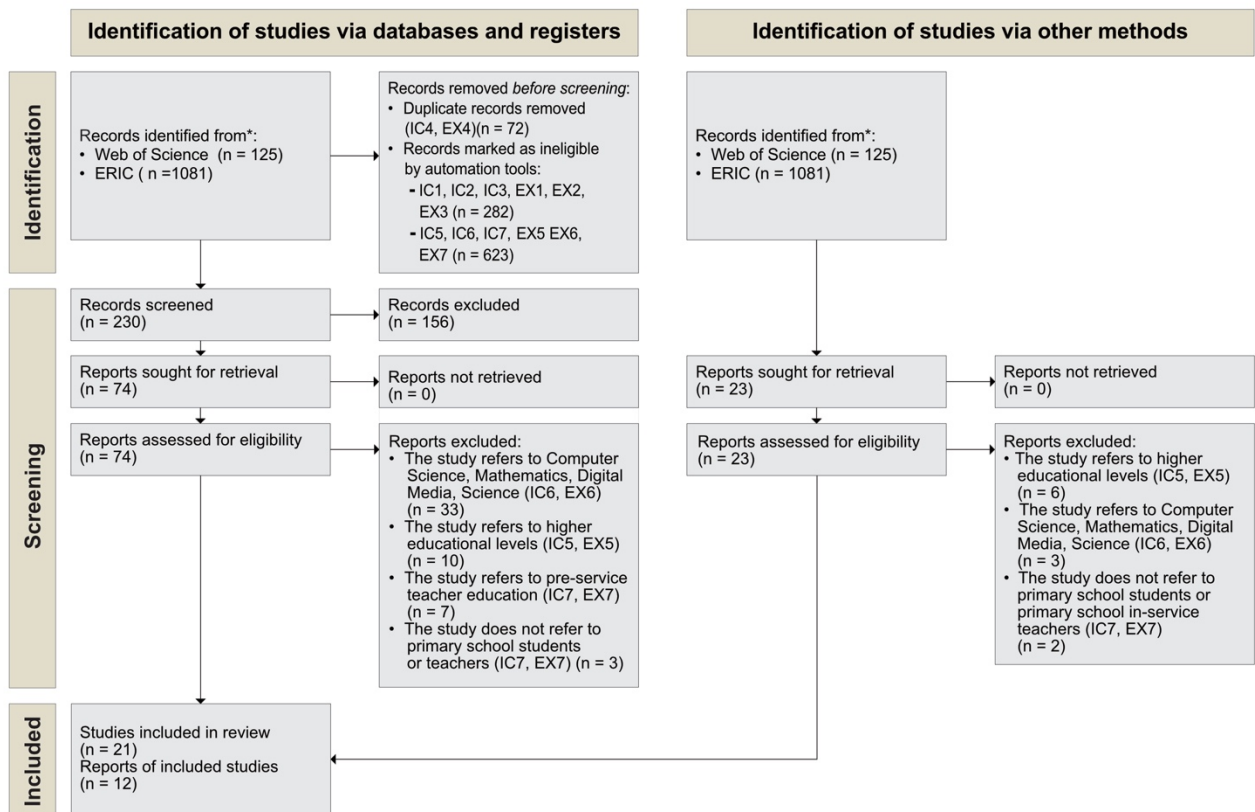 Identification of studies via databases and registers
Identification of studies via other methods
Identification
Records identified from*:
• Web of Science (n = 125)
• ERIC ( n =1081)
Records removed before screening:
• Duplicate records removed
(IC4, EX4)(n = 72)
• Records marked as ineligible
by automation tools:
- IC1, IC2, IC3, EX1, EX2,
EX3 (n = 282)
- IC5, IC6, IC7, EX5 EX6,
EX7 (n = 623)
Records identified from*:
• Web of Science (n = 125)
• ERIC (n = 1081)
Screening
Records screened
(n = 230)
Records excluded
(n = 156)
Reports sought for retrieval
(n = 74)
Reports not retrieved
(n = 0)
Reports sought for retrieval
(n = 23)
Reports not retrieved
(n = 0)
Reports assessed for eligibility
(n = 74)
Reports excluded:
• The study refers to Computer
Science, Mathematics, Digital
Media, Science (IC6, EX6)
(n = 33)
• The study refers to higher
educational levels (IC5, EX5)
(n = 10)
• The study refers to pre-service
teacher education (IC7, EX7)
(n = 7)
• The study does not refer to
primary school students
or teachers (IC7, EX7) (n = 3)
Reports assessed for eligibility
(n = 23)
Reports excluded:
• The study refers to higher
educational levels (IC5, EX5)
(n = 6)
• The study refers to Computer
Science, Mathematics, Digital
Media, Science (IC6, EX6)
(n = 3)
• The study does not refer to
primary school students or
primary school in-service
teachers (IC7, EX7)
(n = 2)
Included
Studies included in review
(n = 21)
Reports of included studies
(n = 12)